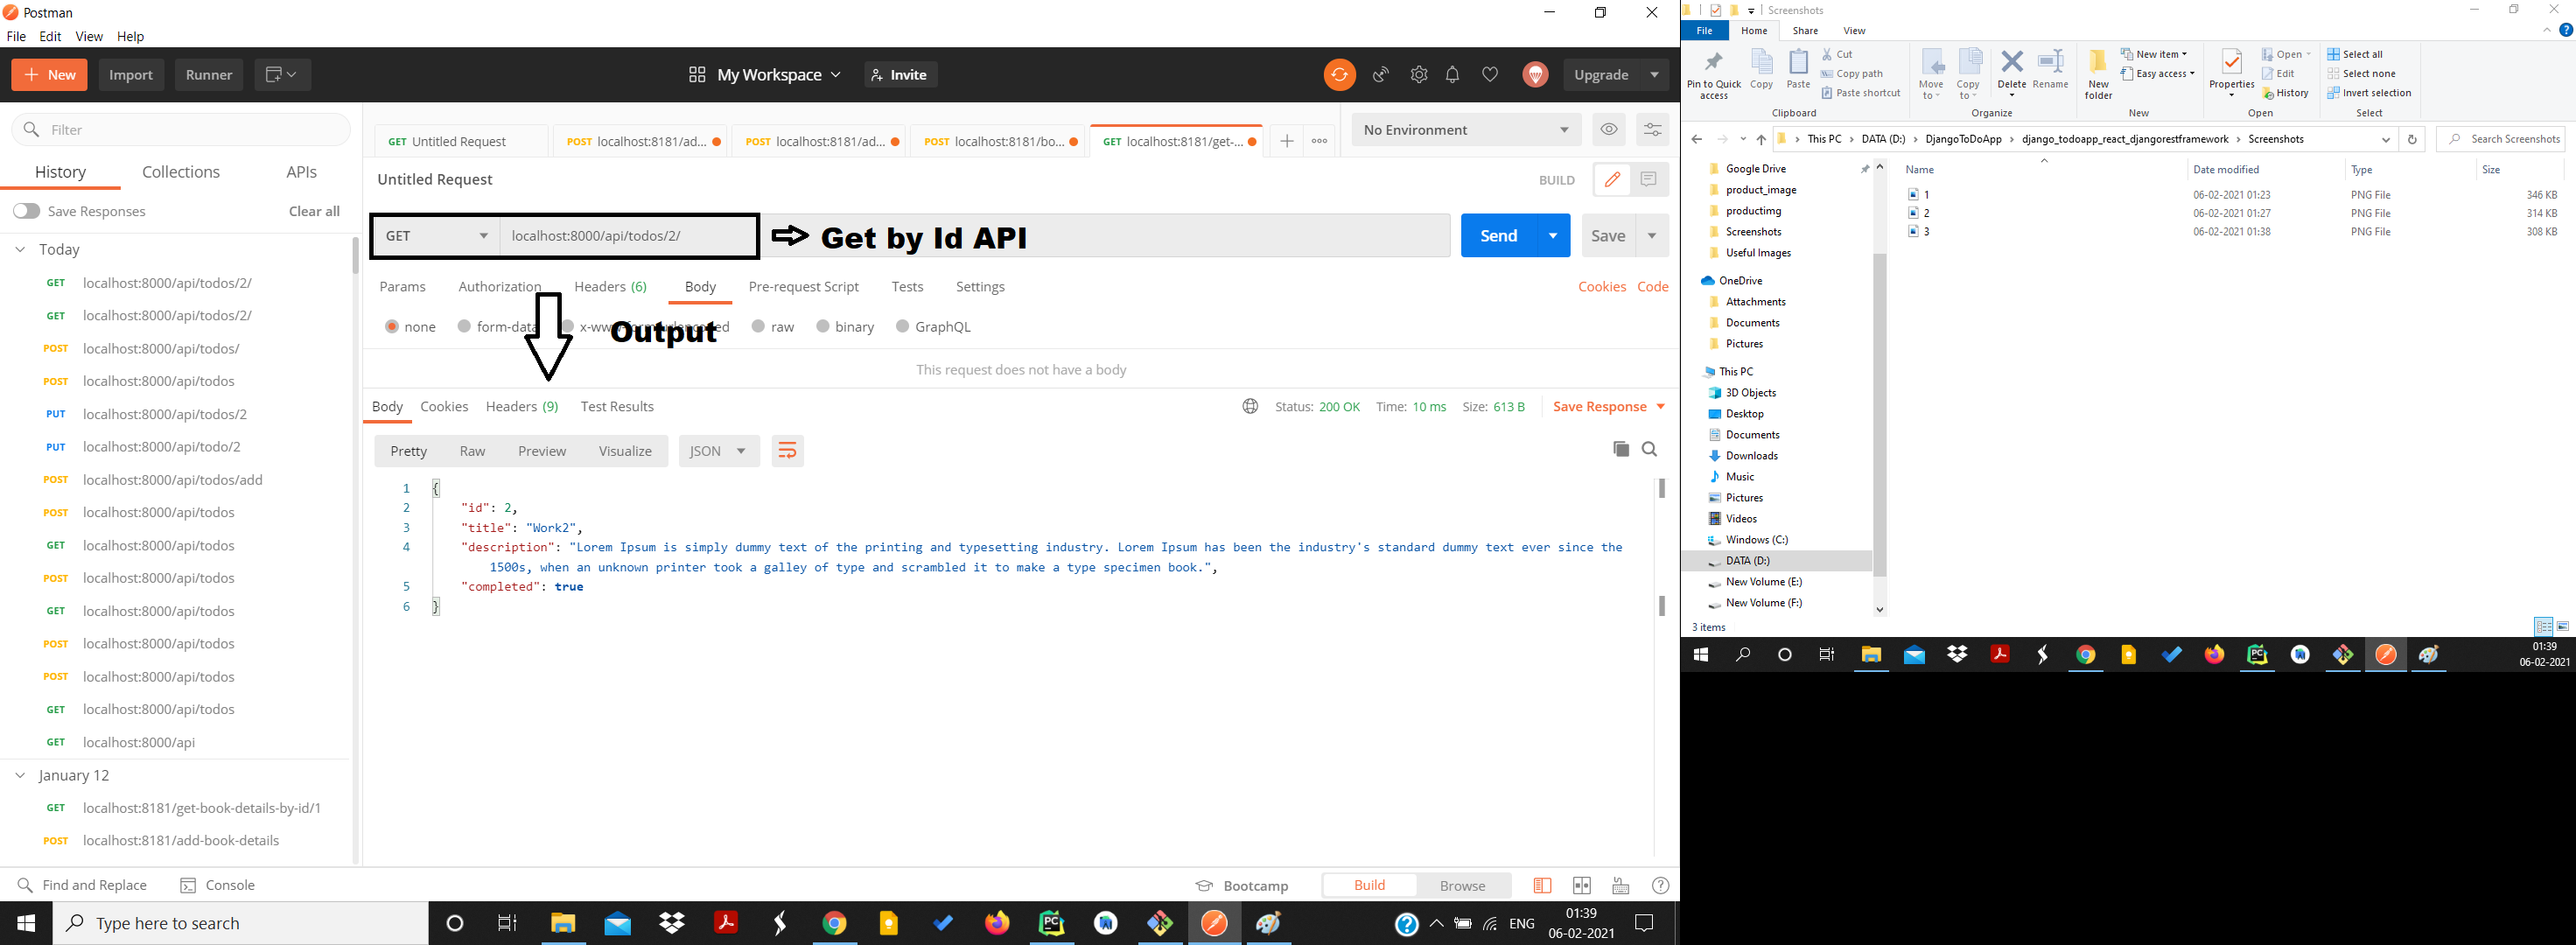 Postman
File Edit View Help
New Import Runner
My Workspace Invite
Upgrade
Filter
History Collections APIs
Save Responses Clear all
Today
GET localhost:8000/api/todos/2/
GET localhost:8000/api/todos/2/
POST localhost:8000/api/todos/
POST localhost:8000/api/todos
PUT localhost:8000/api/todos/2
PUT localhost:8000/api/todo/2
POST localhost:8000/api/todos/add
POST localhost:8000/api/todos
GET localhost:8000/api/todos
POST localhost:8000/api/todos
GET localhost:8000/api/todos
POST localhost:8000/api/todos
POST localhost:8000/api/todos
GET localhost:8000/api/todos
GET localhost:8000/api
January 12
GET localhost:8181/get-book-details-by-id/1
POST localhost:8181/add-book-details
GET Untitled Request POST localhost:8181/ad... POST localhost:8181/ad... POST localhost:8181/bo... GET localhost:8181/get-...
No Environment
Untitled Request BUILD
GET localhost:8000/api/todos/2/ Get by Id API Send Save
Params Authorization Headers (6) Body Pre-request Script Tests Settings Cookies Code
none form-data raw binary GraphQL
Output
This request does not have a body
Body Cookies Headers (9) Test Results Status: 200 OK Time: 10 ms Size: 613 B Save Response
Pretty Raw Preview Visualize JSON
1 {
2 "id": 2,
3 "title": "Work2",
4 "description": "Lorem Ipsum is simply dummy text of the printing and typesetting industry. Lorem Ipsum has been the industry's standard dummy text ever since the
1500s, when an unknown printer took a galley of type and scrambled it to make a type specimen book.",
5 "completed": true
6 }
Find and Replace Console Bootcamp Build Browse
Type here to search
ENG
01:39
06-02-2021
Screenshots
File Home Share View
Pin to Quick access
Copy
Paste
Cut
Copy path
Paste shortcut
Clipboard
Move to
Copy to
Delete
Rename
Organize
New folder
New item
Easy access
New
Properties
Open
Edit
History
Open
Select all
Select none
Invert selection
Select
This PC DATA (D:) DjangoToDoApp django_todoapp_react_djangorestframework Screenshots
Search Screenshots
Google Drive
product_image
productimg
Screenshots
Useful Images
OneDrive
Attachments
Documents
Pictures
This PC
3D Objects
Desktop
Documents
Downloads
Music
Pictures
Videos
Windows (C:)
DATA (D:)
New Volume (E:)
New Volume (F:)
Name Date modified Type Size
1 06-02-2021 01:23 PNG File 346 KB
2 06-02-2021 01:27 PNG File 314 KB
3 06-02-2021 01:38 PNG File 308 KB
3 items
01:39
06-02-2021